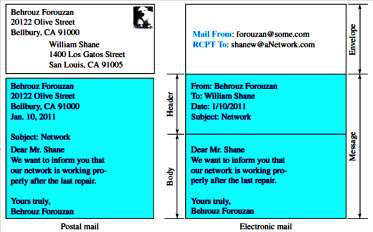 Behrouz Forouzan
20122 Olive Street
Bellbury, CA 91000
William Shane
1400 Los Gatos Street
San Louis, CA 91005
Behrouz Forouzan
20122 Olive Street
Bellbury, CA 91000
Jan. 10, 2011
Subject: Network
Dear Mr. Shane
We want to inform you that
our network is working pro-
perly after the last repair.
Yours truly,
Behrouz Forouzan
Postal mail
Mail From: forouzan@some.com
RCPT To: shanew@aNetwork.com
Envelope
From: Behrouz Forouzan
To: William Shane
Date: 1/10/2011
Subject: Network
Header
Dear Mr. Shane
We want to inform you that
our network is working pro-
perly after the last repair.
Yours truly,
Behrouz Forouzan
Body
Message
Electronic mail